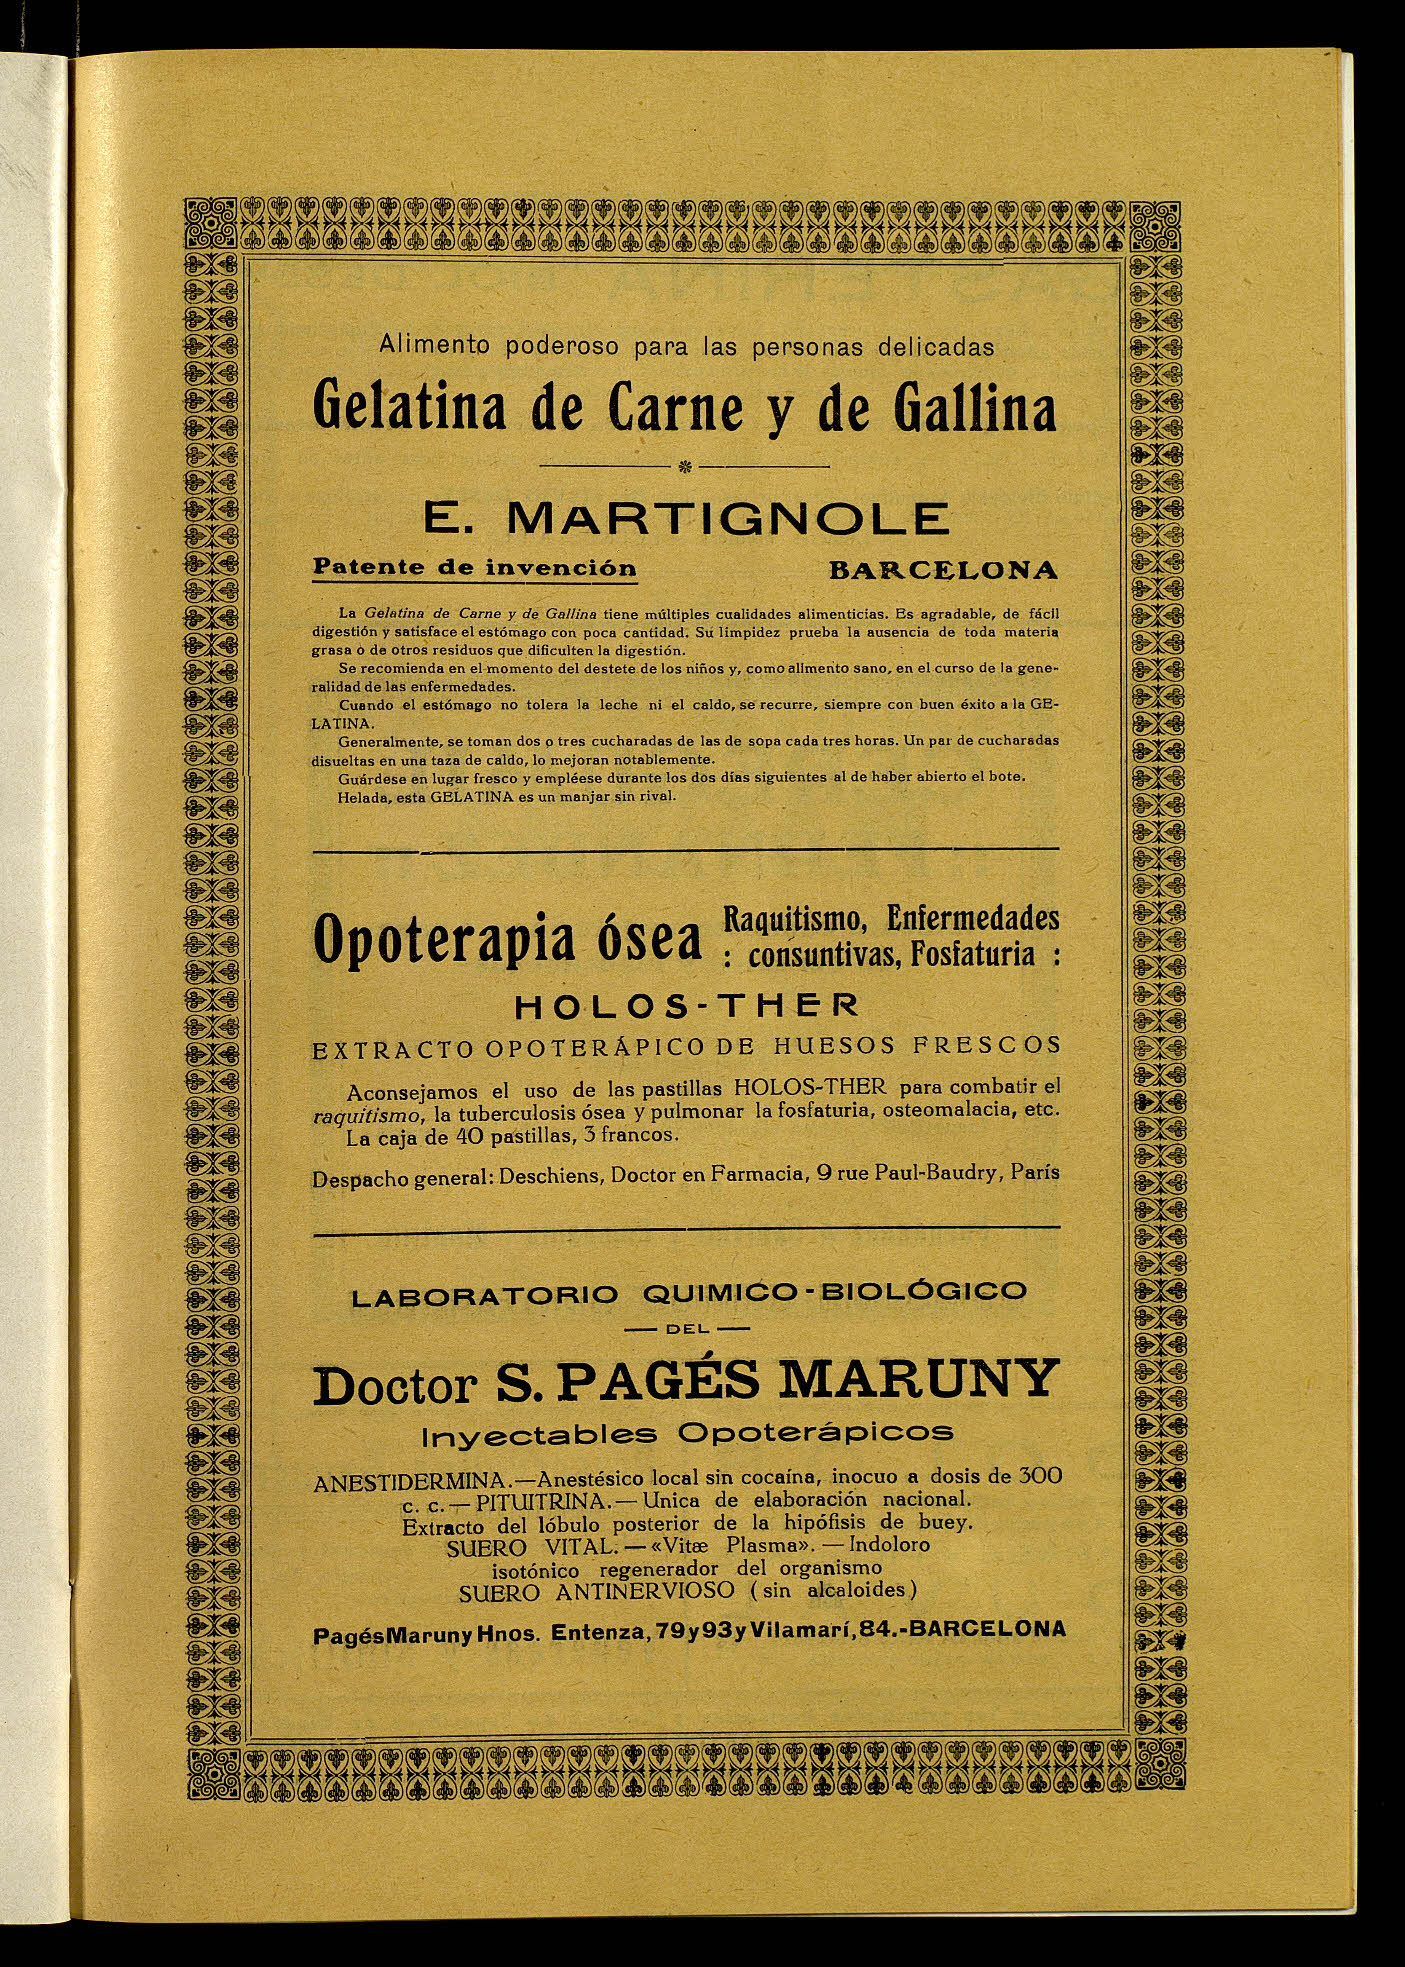 Alimento poderoso para las personas delicadas
Gelatina de Carne y de Gallina
E. MARTIGNOLE
Patente de invención BARCELONA
La Gelatina de Carne y de Gallina tiene múltiples cualidades alimenticias. Es agradable, de fácil
digestión y satisface el estómago con poca cantidad. Su limpidez prueba la ausencia de toda materia
grasa o de otros residuos que dificulten la digestión.
Se recomienda en el momento del destete de los niños y, como alimento sano, en el curso de la gene-
ralidad de las enfermedades.
Cuando el estómago no tolera la leche ni el caldo, se recurre, siempre con buen éxito a la GE-
LATINA.
Generalmente, se toman dos o tres cucharadas de las de sopa cada tres horas. Un par de cucharadas
disueltas en una taza de caldo, lo mejoran notablemente.
Guárdese en lugar fresco y empléese durante los dos días siguientes al de haber abierto el bote.
Helada, esta GELATINA es un manjar sin rival.
Opoterapia ósea Raquitismo, Enfermedades
: consuntivas, Fosfaturia :
HOLOS-THER
EXTRACTO OPOTERÁPICO DE HUESOS FRESCOS
Aconsejamos el uso de las pastillas HOLOS-THER para combatir el
raquitismo, la tuberculosis ósea y pulmonar la fosfaturia, osteomalacia, etc.
La caja de 40 pastillas, 3 francos.
Despacho general: Deschiens, Doctor en Farmacia, 9 rue Paul-Baudry, París
LABORATORIO QUIMICO-BIOLÓGICO
— DEL —
Doctor S. PAGÉS MARUNY
Inyectables Opoterápicos
ANESTIDERMINA.—Anestésico local sin cocaína, inocuo a dosis de 300
c. c.— PITUITRINA.— Unica de elaboración nacional.
Extracto del lóbulo posterior de la hipófisis de buey.
SUERO VITAL. — «Vitæ Plasma». — Indoloro
isotónico regenerador del organismo
SUERO ANTINERVIOSO (sin alcaloides)
Pagés Maruny Hnos. Entenza, 79 y 93 y Vilamarí, 84.-BARCELONA